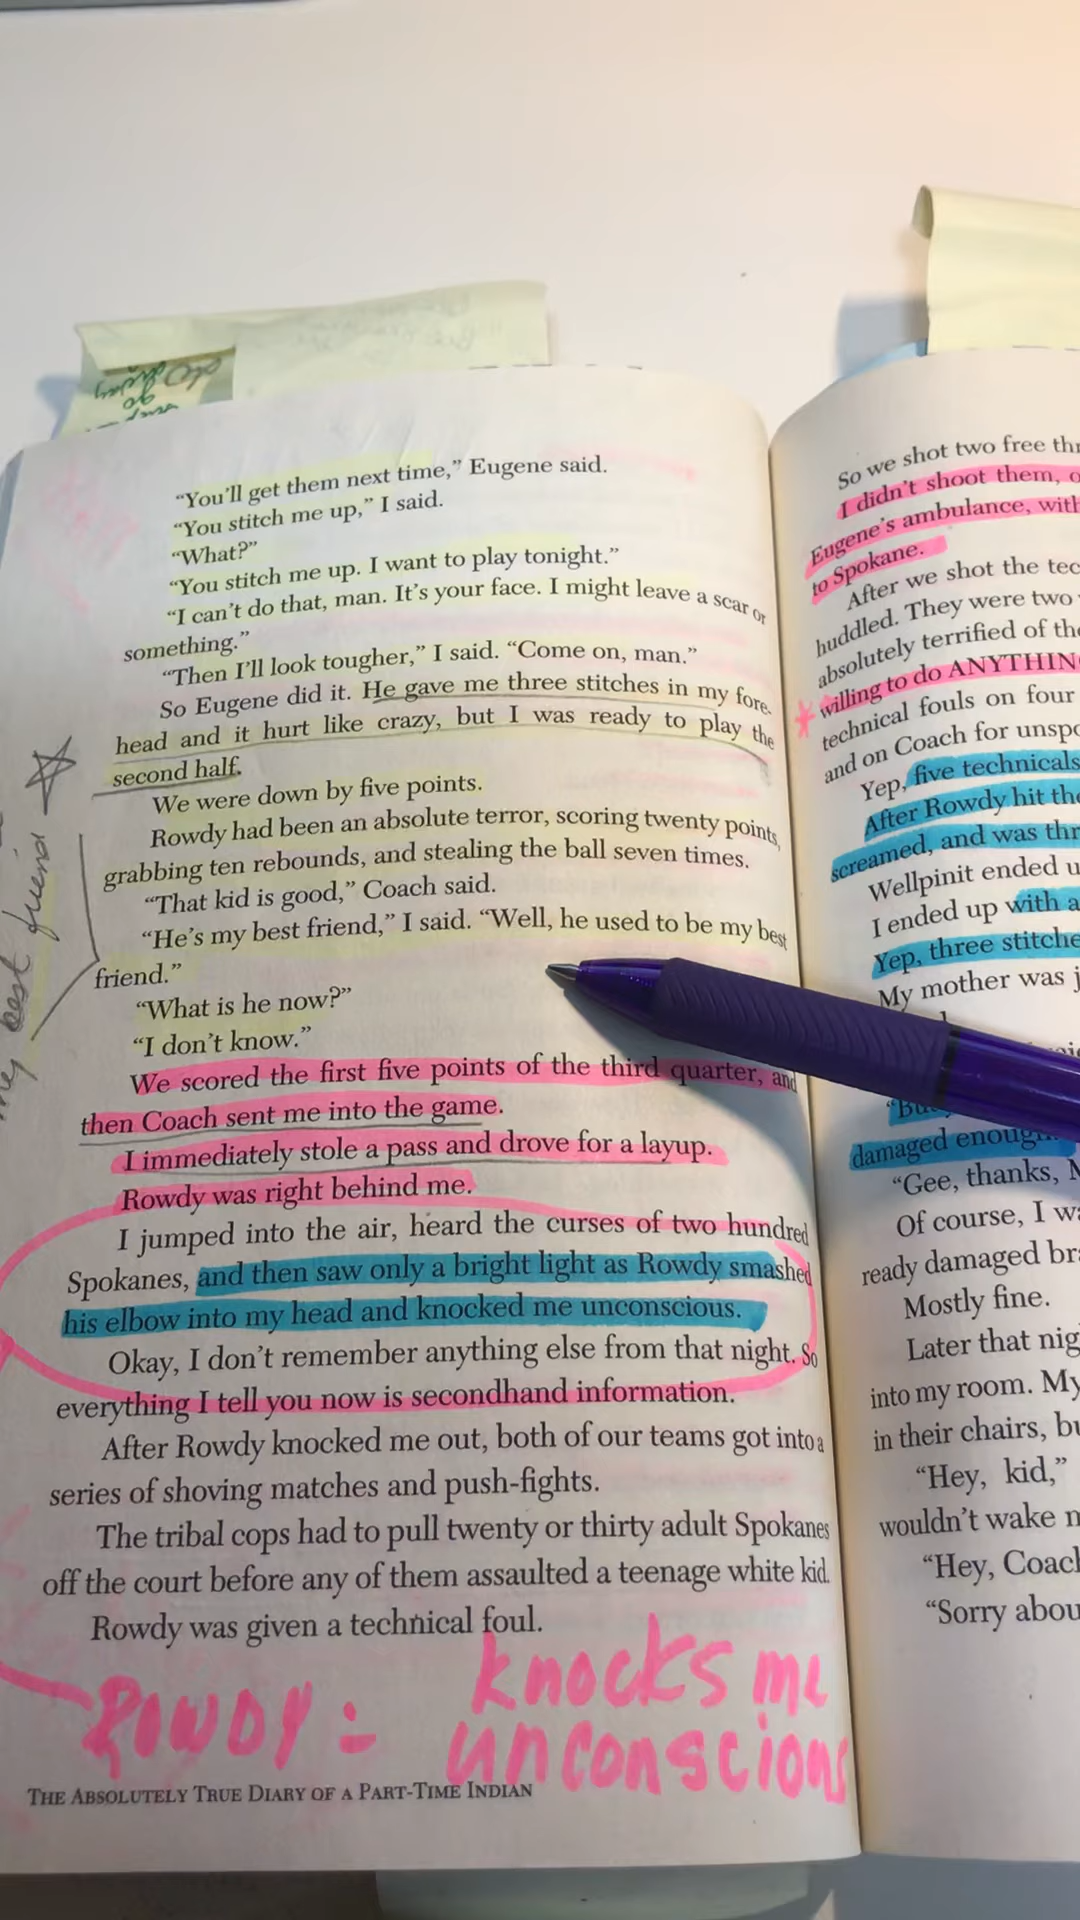 “You’ll get them next time,” Eugene said.
“You stitch me up,” I said.
“What?”
“You stitch me up. I want to play tonight.”
“I can’t do that, man. It’s your face. I might leave a scar or
something.”
“Then I’ll look tougher,” I said. “Come on, man.”
So Eugene did it. He gave me three stitches in my fore-
head and it hurt like crazy, but I was ready to play the
second half.
We were down by five points.
Rowdy had been an absolute terror, scoring twenty points,
grabbing ten rebounds, and stealing the ball seven times.
“That kid is good,” Coach said.
“He’s my best friend,” I said. “Well, he used to be my best
friend.”
“What is he now?”
“I don’t know.”
We scored the first five points of the third quarter, and
then Coach sent me into the game.
I immediately stole a pass and drove for a layup.
Rowdy was right behind me.
I jumped into the air, heard the curses of two hundred
Spokanes, and then saw only a bright light as Rowdy smashed
his elbow into my head and knocked me unconscious.
Okay, I don’t remember anything else from that night. So
everything I tell you now is secondhand information.
After Rowdy knocked me out, both of our teams got into a
series of shoving matches and push-fights.
The tribal cops had to pull twenty or thirty adult Spokanes
off the court before any of them assaulted a teenage white kid.
Rowdy was given a technical foul.
Rowdy = knocks me
unconscious
THE ABSOLUTELY TRUE DIARY OF A PART-TIME INDIAN
my best friend
So we shot two free
I didn’t shoot them,
Eugene’s ambulance, with
to Spokane.
After we shot the
huddled. They were two
absolutely terrified of
willing to do ANYTHING
technical fouls on four
and on Coach for
Yep, five technicals
After Rowdy hit the
screamed, and was
Wellpinit ended
I ended up with a
Yep, three
My mother was
damaged enough.
“Gee, thanks,
Of course, I
ready damaged
Mostly fine.
Later that
into my room. My
in their chairs,
“Hey, kid,”
wouldn’t wake
“Hey, Coach
“Sorry